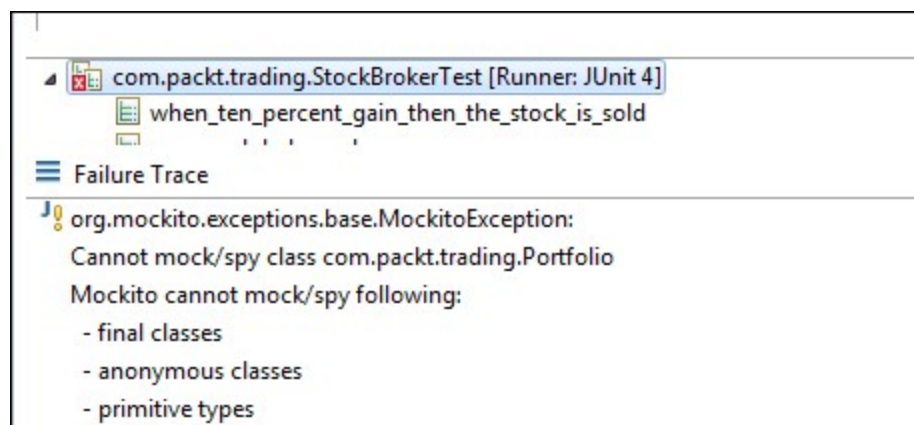 com.packt.trading.StockBrokerTest [Runner: JUnit 4]
when_ten_percent_gain_then_the_stock_is_sold
Failure Trace
org.mockito.exceptions.base.MockitoException:
Cannot mock/spy class com.packt.trading.Portfolio
Mockito cannot mock/spy following:
- final classes
- anonymous classes
- primitive types